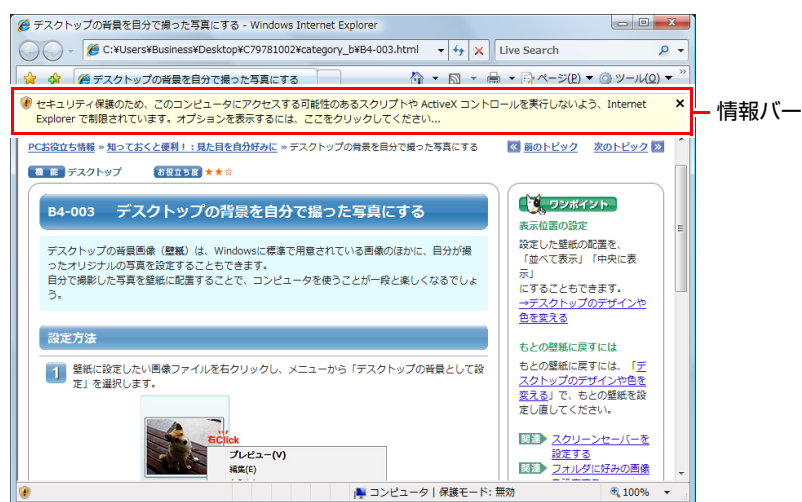 デスクトップの背景を自分で撮った写真にする - Windows Internet Explorer
C:¥Users¥Business¥Desktop¥C79781002¥category_b¥B4-003.html
Live Search
デスクトップの背景を自分で撮った写真にする
ページ(P)
ツール(O)
セキュリティ保護のため、このコンピュータにアクセスする可能性のあるスクリプトや ActiveX コントロールを実行しないよう、Internet
Explorer で制限されています。オプションを表示するには、ここをクリックしてください...
情報バー
PCお役立ち情報 » 知っておくと便利！：見た目を自分好みに » デスクトップの背景を自分で撮った写真にする
前のトピック 次のトピック
機 能 デスクトップ お役立ち度 ★★☆
B4-003 デスクトップの背景を自分で撮った写真にする
デスクトップの背景画像（壁紙）は、Windowsに標準で用意されている画像のほかに、自分が撮
ったオリジナルの写真を設定することもできます。
自分で撮影した写真を壁紙に配置することで、コンピュータを使うことが一段と楽しくなるでしょ
う。
設定方法
1 壁紙に設定したい画像ファイルを右クリックし、メニューから「デスクトップの背景として設
定」を選択します。
右Click
プレビュー(V)
編集(E)
ワンポイント
表示位置の設定
設定した壁紙の配置を、
「並べて表示」「中央に表
示」
にすることもできます。
→デスクトップのデザインや
色を変える
もとの壁紙に戻すには
もとの壁紙に戻すには、「デ
スクトップのデザインや色を
変える」で、もとの壁紙を設
定し直してください。
関連 スクリーンセーバーを
設定する
関連 フォルダに好みの画像
コンピュータ | 保護モード: 無効
100%